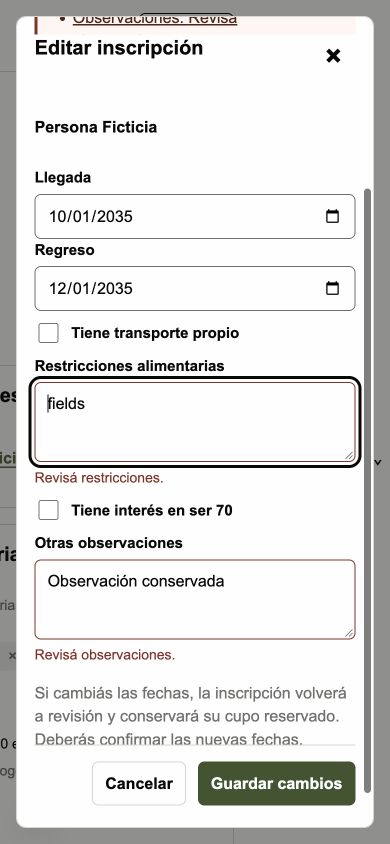 • Observaciones: Revisá
Editar inscripción
×
Persona Ficticia
Llegada
10/01/2035
Regreso
12/01/2035
Tiene transporte propio
Restricciones alimentarias
fields
Revisá restricciones.
Tiene interés en ser 70
Otras observaciones
Observación conservada
Revisá observaciones.
Si cambiás las fechas, la inscripción volverá
a revisión y conservará su cupo reservado.
Deberás confirmar las nuevas fechas.
Cancelar
Guardar cambios